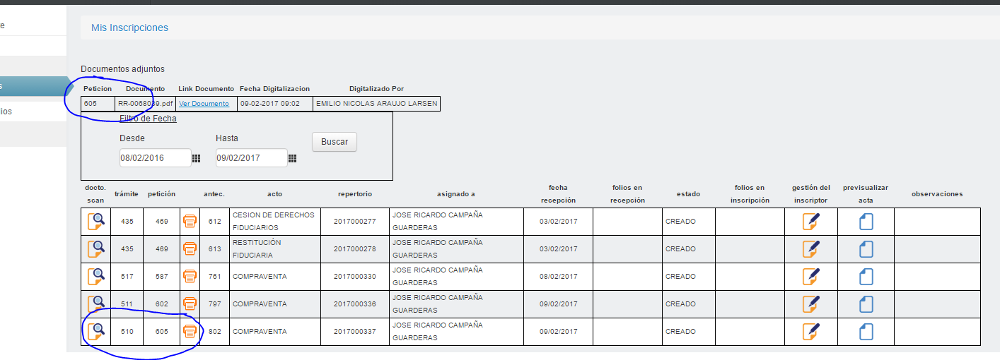 te
Mis Inscripciones
Documentos adjuntos
s
Peticion Documento Link Documento Fecha Digitalizacion Digitalizado Por
605 RR-0068039.pdf Ver Documento 09-02-2017 09:02 EMILIO NICOLAS ARAUJO LARSEN
ios
Filtro de Fecha
Desde Hasta
Buscar
08/02/2016 09/02/2017
docto. scan trámite petición antec. acto repertorio asignado a fecha recepción folios en recepción estado folios en inscripción gestión del inscriptor previsualizar acta observaciones
435 469 612 CESION DE DERECHOS FIDUCIARIOS 2017000277 JOSE RICARDO CAMPAÑA GUARDERAS 03/02/2017 CREADO
435 469 613 RESTITUCIÓN FIDUCIARIA 2017000278 JOSE RICARDO CAMPAÑA GUARDERAS 03/02/2017 CREADO
517 587 761 COMPRAVENTA 2017000330 JOSE RICARDO CAMPAÑA GUARDERAS 08/02/2017 CREADO
511 602 797 COMPRAVENTA 2017000336 JOSE RICARDO CAMPAÑA GUARDERAS 09/02/2017 CREADO
510 605 802 COMPRAVENTA 2017000337 JOSE RICARDO CAMPAÑA GUARDERAS 09/02/2017 CREADO